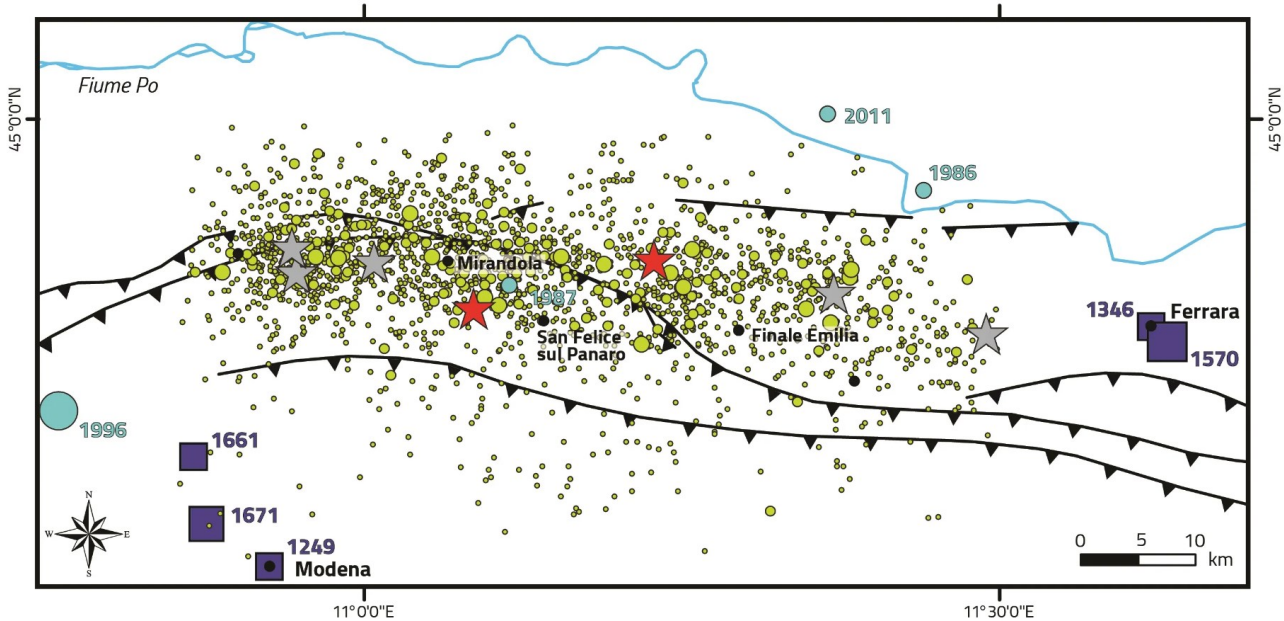 Fiume Po
45°0'0"N
45°0'0"N
2011
1986
Mirandola
1987
San Felice
sul Panaro
Finale Emilia
1346
Ferrara
1570
1996
1661
1671
1249
Modena
N
W
E
S
0 5 10
km
11°0'0"E
11°30'0"E